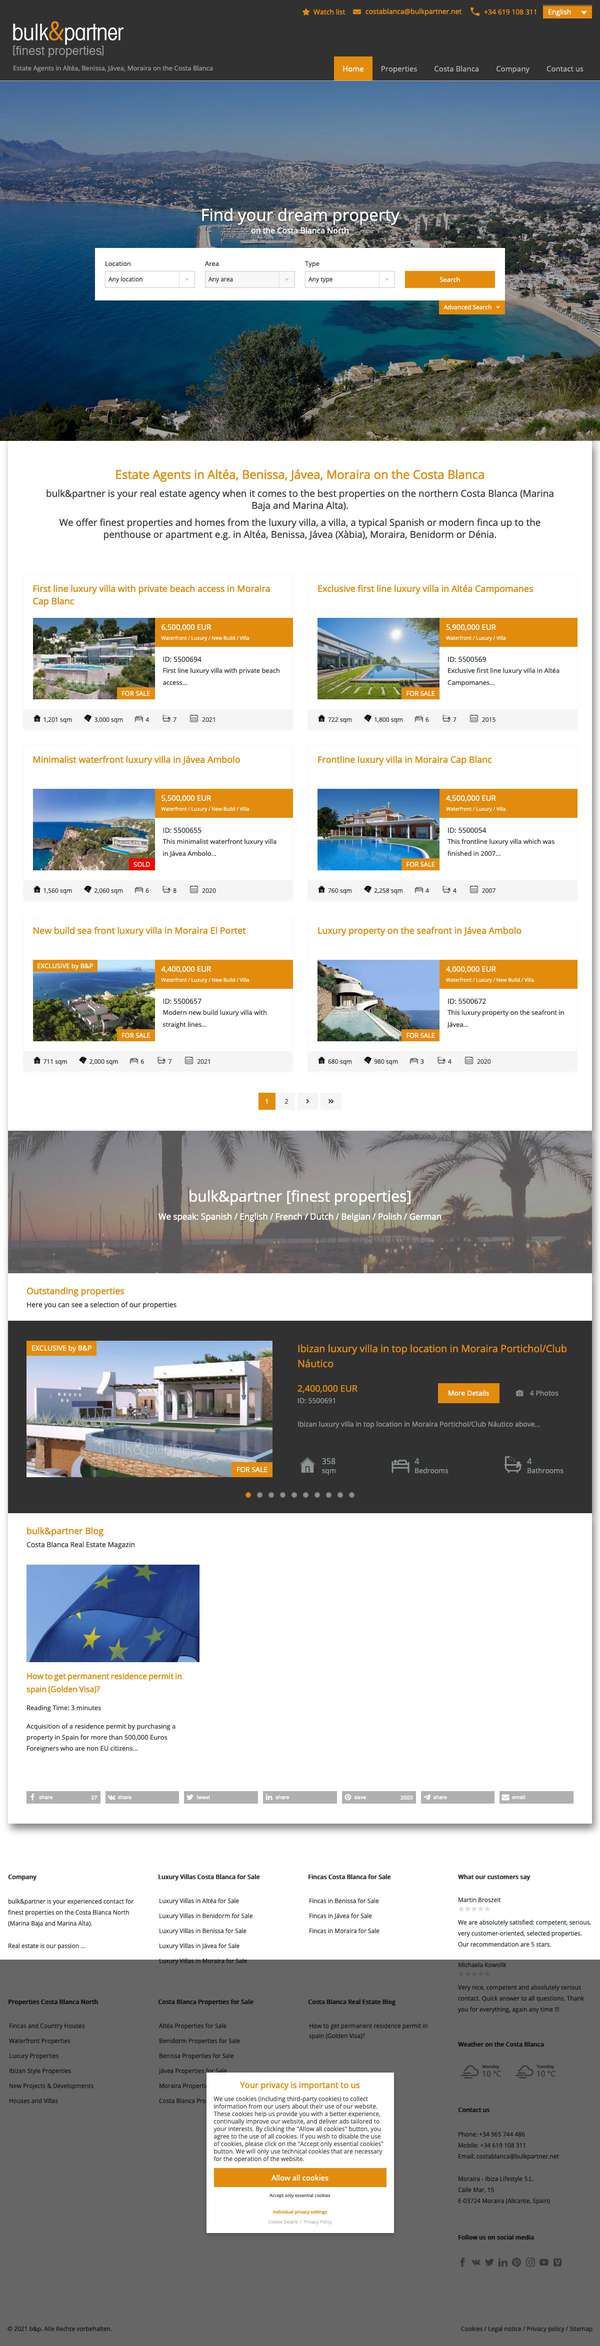 Watch list costablanca@bulkpartner.net +34 619 108 311 English
bulk&partner
[finest properties]
Estate Agents in Altéa, Benissa, Jávea, Moraira on the Costa Blanca
Home Properties Costa Blanca Company Contact us
Find your dream property
on the Costa Blanca North
Location Area Type
Any location Any area Any type Search
Advanced Search
Estate Agents in Altéa, Benissa, Jávea, Moraira on the Costa Blanca
bulk&partner is your real estate agency when it comes to the best properties on the northern Costa Blanca (Marina
Baja and Marina Alta).
We offer finest properties and homes from the luxury villa, a villa, a typical Spanish or modern finca up to the
penthouse or apartment e.g. in Altéa, Benissa, Jávea (Xàbia), Moraira, Benidorm or Dénia.
First line luxury villa with private beach access in Moraira
Cap Blanc
6,500,000 EUR
Waterfront / Luxury / New Build / Villa
ID: 5500694
First line luxury villa with private beach
access...
FOR SALE
1,201 sqm 3,000 sqm 4 7 2021
Exclusive first line luxury villa in Altéa Campomanes
5,900,000 EUR
Waterfront / Luxury / Villa
ID: 5500569
Exclusive first line luxury villa in Altéa
Campomanes...
FOR SALE
722 sqm 1,800 sqm 6 7 2015
Minimalist waterfront luxury villa in Jávea Ambolo
5,500,000 EUR
Waterfront / Luxury / New Build / Villa
ID: 5500655
This minimalist waterfront luxury villa
in Jávea Ambolo...
SOLD
1,560 sqm 2,060 sqm 6 8 2020
Frontline luxury villa in Moraira Cap Blanc
4,500,000 EUR
Waterfront / Luxury / Villa
ID: 5500054
This frontline luxury villa which was
finished in 2007...
FOR SALE
760 sqm 2,258 sqm 4 4 2007
New build sea front luxury villa in Moraira El Portet
EXCLUSIVE by B&P
4,400,000 EUR
Waterfront / Luxury / New Build / Villa
ID: 5500657
Modern new build luxury villa with
straight lines...
FOR SALE
711 sqm 2,000 sqm 6 7 2021
Luxury property on the seafront in Jávea Ambolo
4,000,000 EUR
Waterfront / Luxury / New Build / Villa
ID: 5500672
This luxury property on the seafront in
Jávea...
FOR SALE
680 sqm 980 sqm 3 4 2020
1 2 › »
bulk&partner [finest properties]
We speak: Spanish / English / French / Dutch / Belgian / Polish / German
Outstanding properties
Here you can see a selection of our properties
EXCLUSIVE by B&P
bulk&partner
FOR SALE
Ibizan luxury villa in top location in Moraira Portichol/Club
Náutico
2,400,000 EUR
ID: 5500691
More Details 4 Photos
Ibizan luxury villa in top location in Moraira Portichol/Club Náutico above...
358 4 4
sqm Bedrooms Bathrooms
bulk&partner Blog
Costa Blanca Real Estate Magazin
How to get permanent residence permit in
spain (Golden Visa)?
Reading Time: 3 minutes
Acquisition of a residence permit by purchasing a
property in Spain for more than 500,000 Euros
Foreigners who are non EU citizens...
share 27 share tweet share save share email
Company
bulk&partner is your experienced contact for
finest properties on the Costa Blanca North
(Marina Baja and Marina Alta).
Real estate is our passion ...
Luxury Villas Costa Blanca for Sale
Luxury Villas in Altéa for Sale
Luxury Villas in Benidorm for Sale
Luxury Villas in Benissa for Sale
Luxury Villas in Jávea for Sale
Luxury Villas in Moraira for Sale
Fincas Costa Blanca for Sale
Fincas in Benissa for Sale
Fincas in Jávea for Sale
Fincas in Moraira for Sale
What our customers say
Martin Broszeit
We are absolutely satisfied: competent, serious,
very customer-oriented, selected properties.
Our recommendation are 5 stars.
Michaela Kowolik
Very nice, competent and absolutely serious
contact. Quick answer to all questions. Thank
you for everything, again any time !!!
Properties Costa Blanca North
Fincas and Country Houses
Waterfront Properties
Luxury Properties
Ibizan Style Properties
New Projects & Developments
Houses and Villas
Costa Blanca Properties for Sale
Altéa Properties for Sale
Benidorm Properties for Sale
Benissa Properties for Sale
Jávea Properties for Sale
Moraira Properti
Costa Blanca Pro
Costa Blanca Real Estate Blog
How to get permanent residence permit in
spain (Golden Visa)?
Weather on the Costa Blanca
Monday Tuesday
10 °C 10 °C
Contact us
Phone: +34 965 744 486
Mobile: +34 619 108 311
Email: costablanca@bulkpartner.net
Moraira - Ibiza Lifestyle S.L.
Calle Mar, 15
E-03724 Moraira (Alicante, Spain)
Follow us on social media
Your privacy is important to us
We use cookies (including third-party cookies) to collect
information from our users about their use of our website.
These cookies help us provide you with a better experience,
continually improve our website, and deliver ads tailored to
your interests. By clicking the "Allow all cookies" button, you
agree to the use of all cookies. If you wish to disable the use
of cookies, please click on the "Accept only essential cookies"
button. We will only use technical cookies that are necessary
for the operation of the website.
Allow all cookies
Accept only essential cookies
Individual privacy settings
Cookie Details / Privacy Policy
© 2021 b&p. Alle Rechte vorbehalten.
Cookies / Legal notice / Privacy policy / Sitemap